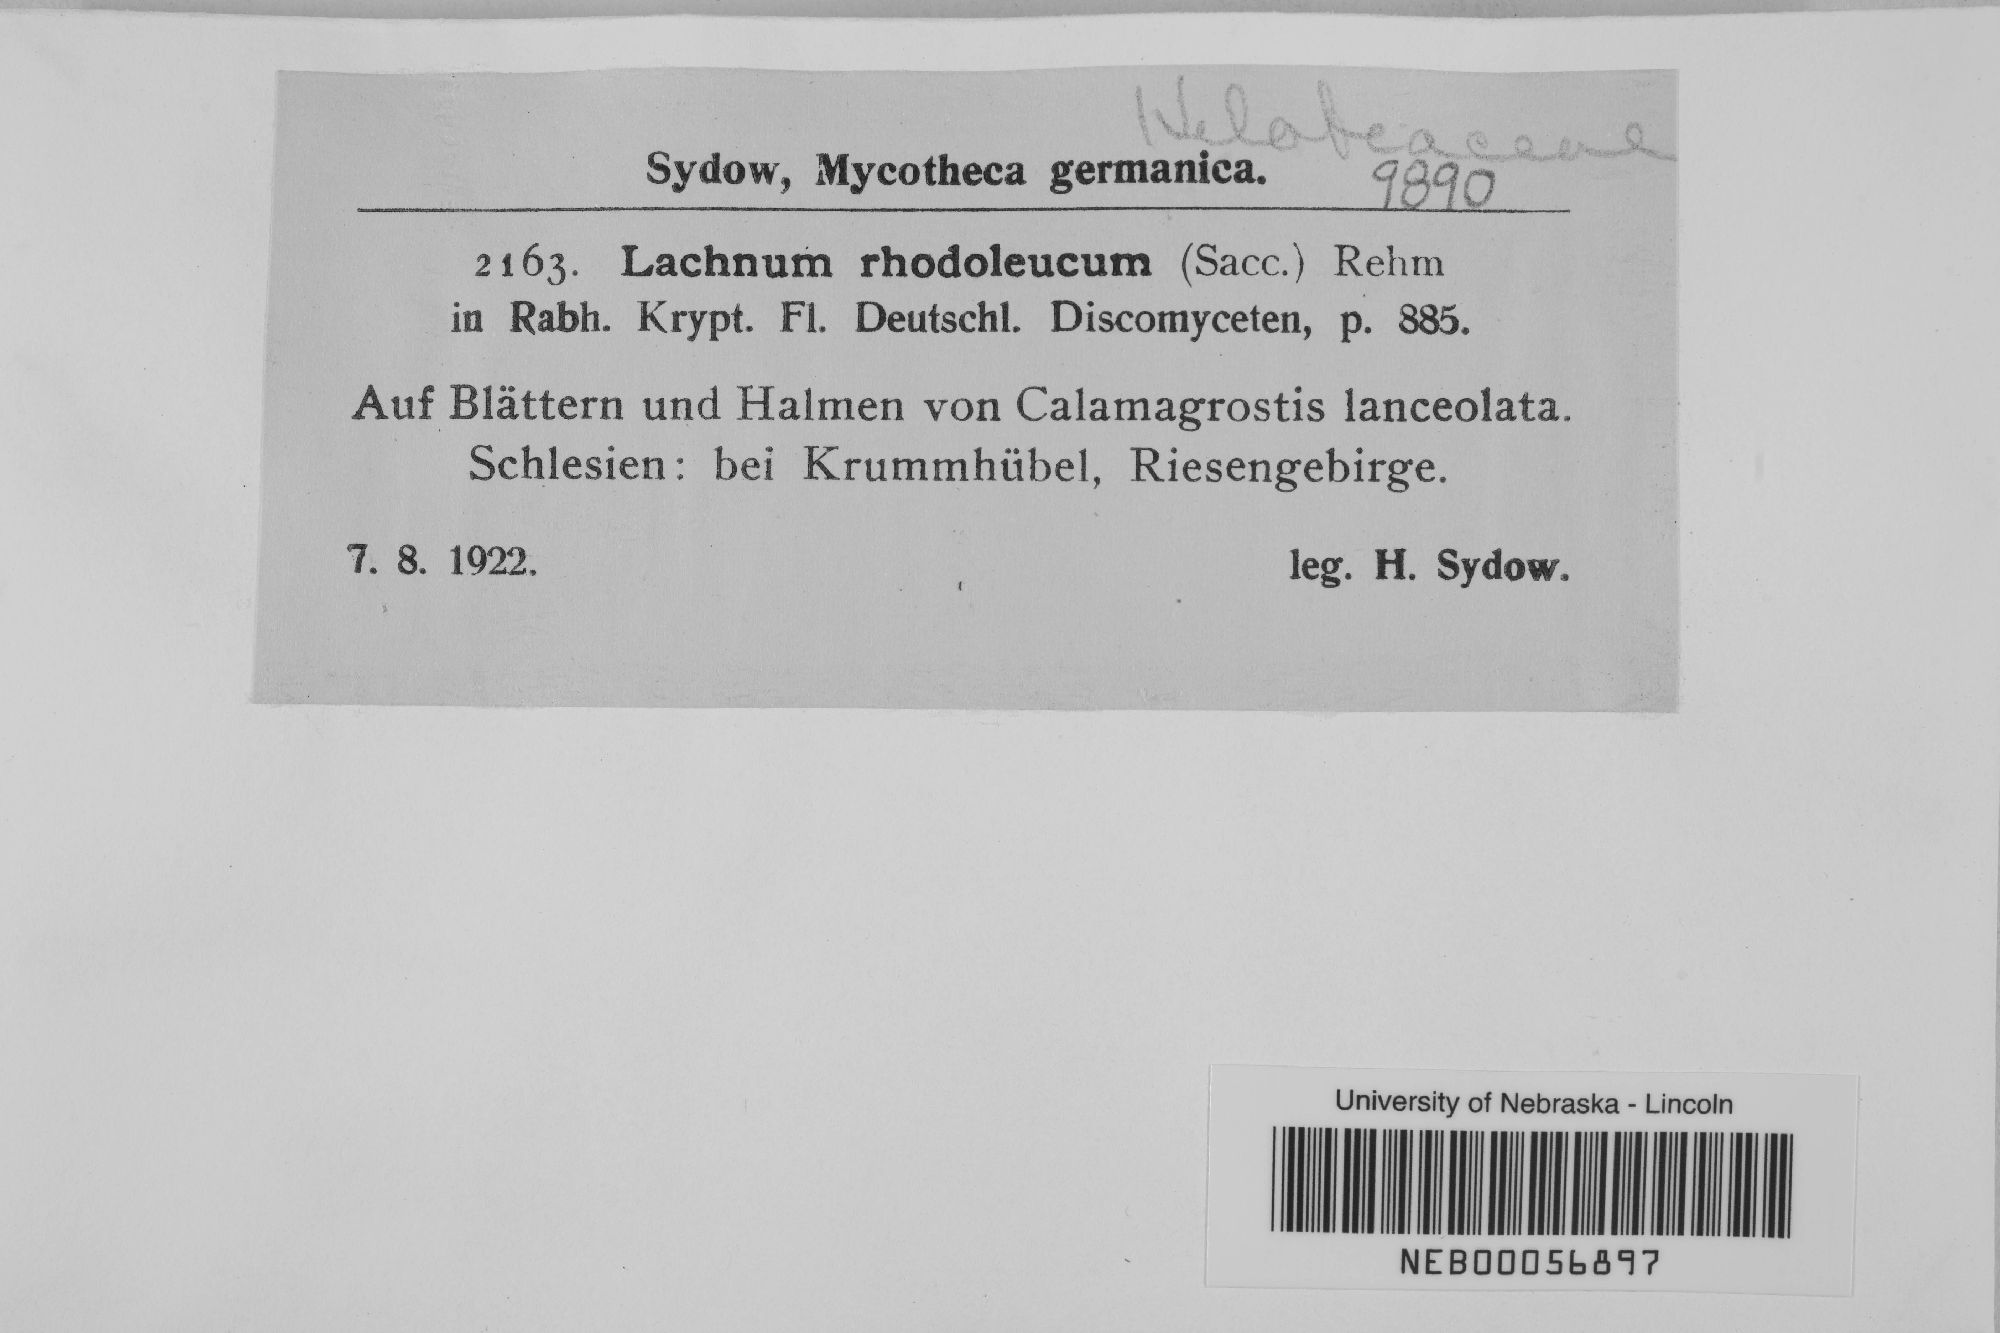 Helotiaceae
Sydow, Mycotheca germanica.
9890
2163. Lachnum rhodoleucum (Sacc.) Rehm
in Rabh. Krypt. Fl. Deutschl. Discomyceten, p. 885.
Auf Blättern und Halmen von Calamagrostis lanceolata.
Schlesien: bei Krummhübel, Riesengebirge.
7. 8. 1922.
leg. H. Sydow.
University of Nebraska - Lincoln
NEB00056897